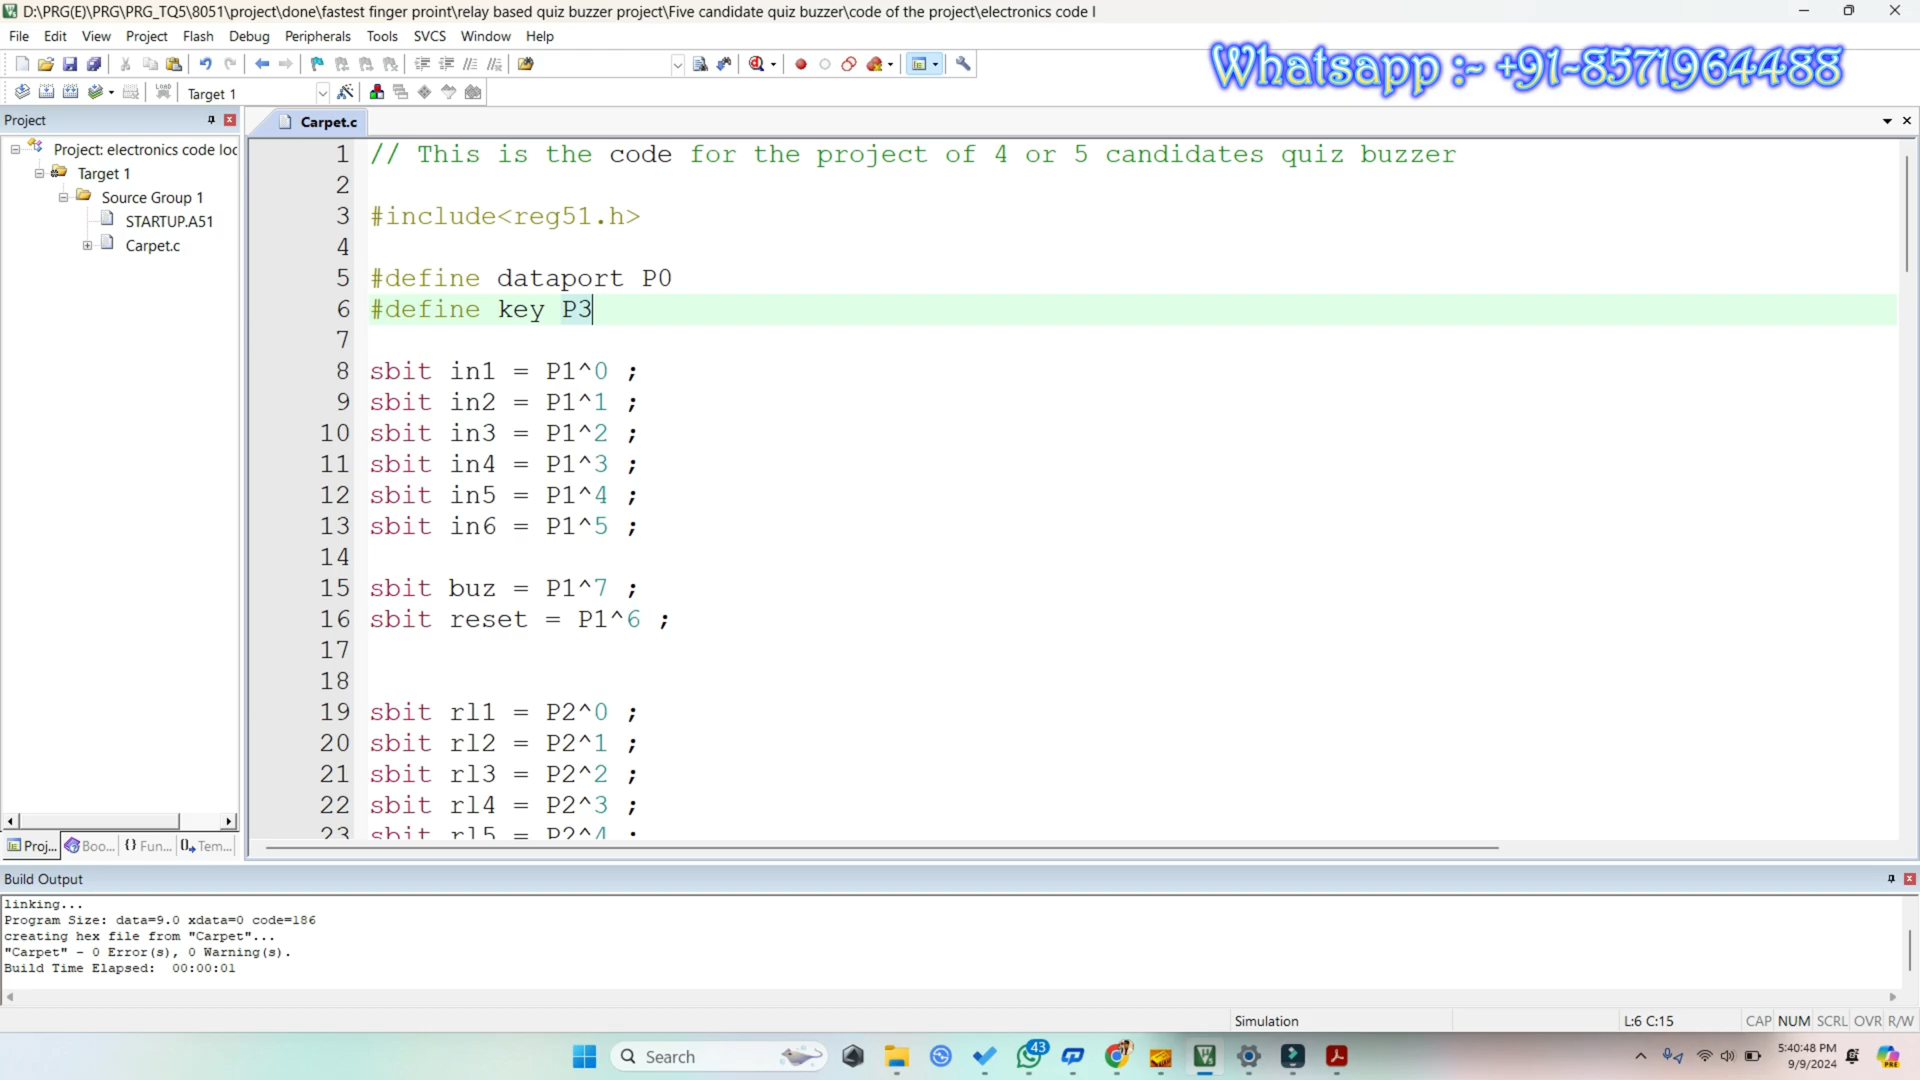 D:\PRG(E)\PRG\PRG_TQ5\8051\project\done\fastest finger proint\relay based quiz buzzer project\Five candidate quiz buzzer\code of the project\electronics code l
File Edit View Project Flash Debug Peripherals Tools SVCS Window Help
Whatsapp :- +91-8571964488
LOAD Target 1
Project
Carpet.c
Project: electronics code loc
Target 1
Source Group 1
STARTUP.A51
Carpet.c
1 // This is the code for the project of 4 or 5 candidates quiz buzzer
2
3 #include<reg51.h>
4
5 #define dataport P0
6 #define key P3
7
8 sbit in1 = P1^0 ;
9 sbit in2 = P1^1 ;
10 sbit in3 = P1^2 ;
11 sbit in4 = P1^3 ;
12 sbit in5 = P1^4 ;
13 sbit in6 = P1^5 ;
14
15 sbit buz = P1^7 ;
16 sbit reset = P1^6 ;
17
18
19 sbit rl1 = P2^0 ;
20 sbit rl2 = P2^1 ;
21 sbit rl3 = P2^2 ;
22 sbit rl4 = P2^3 ;
23 sbit rl5 = P2^4 ;
Proj... Boo... {} Fun... Tem...
Build Output
linking...
Program Size: data=9.0 xdata=0 code=186
creating hex file from "Carpet"...
"Carpet" - 0 Error(s), 0 Warning(s).
Build Time Elapsed:  00:00:01
Simulation L:6 C:15 CAP NUM SCRL OVR R/W
Search 43 5:40:48 PM
9/9/2024